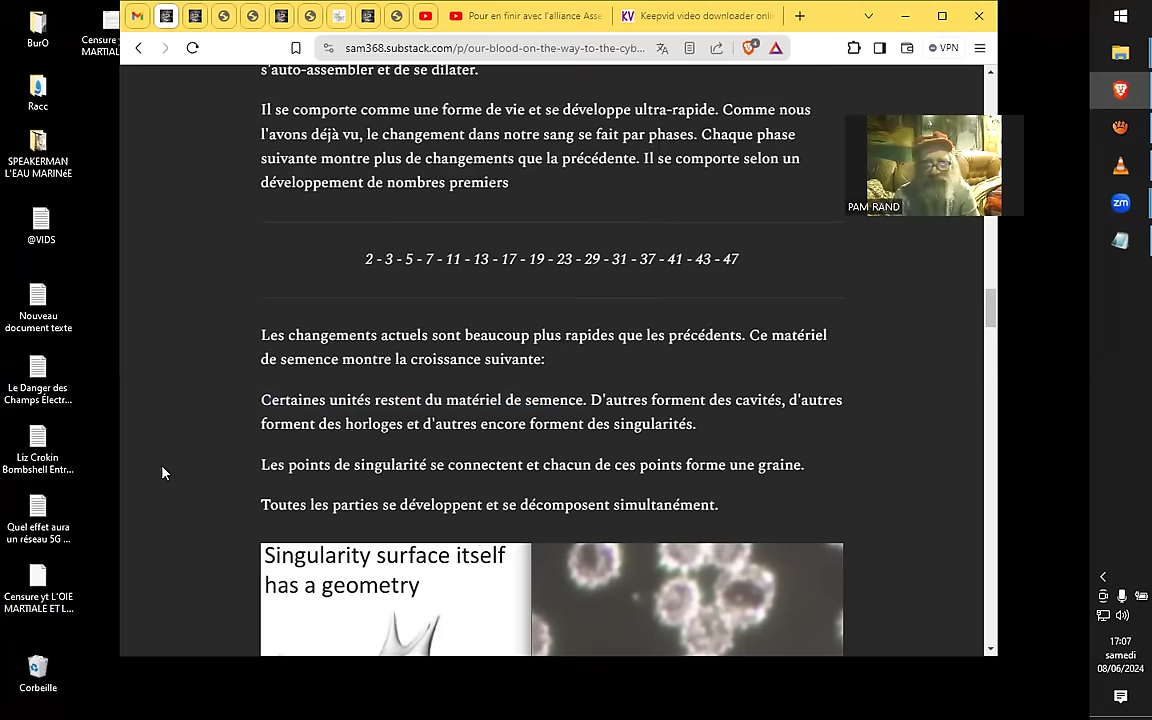 BurO
Censure y...
MARTIALE
Racc
SPEAKERMAN
L'EAU MARINéE
@VIDS
Nouveau
document texte
Le Danger des
Champs Électr...
Liz Crokin
Bombshell Entr...
Quel effet aura
un réseau 5G ...
Censure yt L'OIE
MARTIALE ET L...
Corbeille
Pour en finir avec l'alliance Asse
KV Keepvid video downloader onli
sam368.substack.com/p/our-blood-on-the-way-to-the-cyb...
4
VPN
s'auto-assembler et de se dilater.
Il se comporte comme une forme de vie et se développe ultra-rapide. Comme nous
l'avons déjà vu, le changement dans notre sang se fait par phases. Chaque phase
suivante montre plus de changements que la précédente. Il se comporte selon un
développement de nombres premiers
PAM RAND
2 - 3 - 5 - 7 - 11 - 13 - 17 - 19 - 23 - 29 - 31 - 37 - 41 - 43 - 47
Les changements actuels sont beaucoup plus rapides que les précédents. Ce matériel
de semence montre la croissance suivante:
Certaines unités restent du matériel de semence. D'autres forment des cavités, d'autres
forment des horloges et d'autres encore forment des singularités.
Les points de singularité se connectent et chacun de ces points forme une graine.
Toutes les parties se développent et se décomposent simultanément.
Singularity surface itself
has a geometry
zm
17:07
samedi
08/06/2024